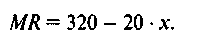 MR = 320 – 20 · x.